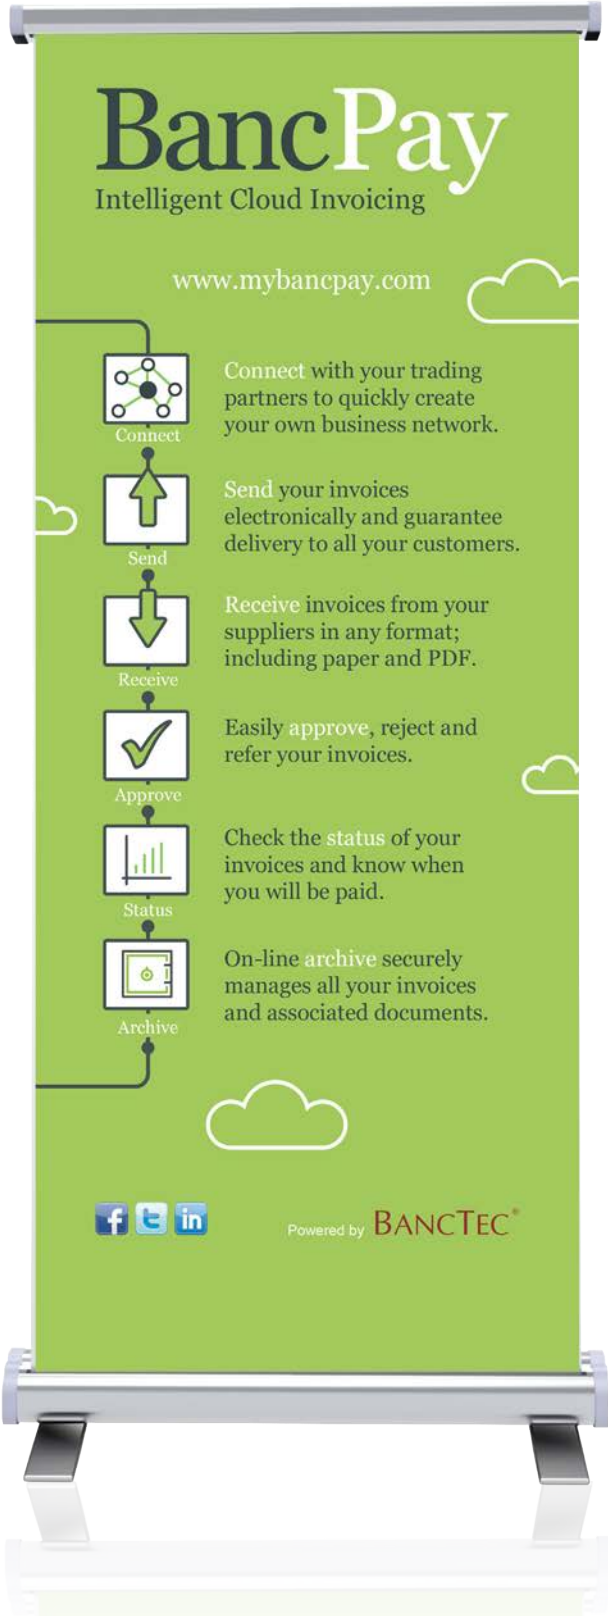 BancPay
Intelligent Cloud Invoicing
www.mybancpay.com
Connect
Connect with your trading
partners to quickly create
your own business network.
Send
Send your invoices
electronically and guarantee
delivery to all your customers.
Receive
Receive invoices from your
suppliers in any format;
including paper and PDF.
Approve
Easily approve, reject and
refer your invoices.
Status
Check the status of your
invoices and know when
you will be paid.
Archive
On-line archive securely
manages all your invoices
and associated documents.
f t in
Powered by BANCTEC®